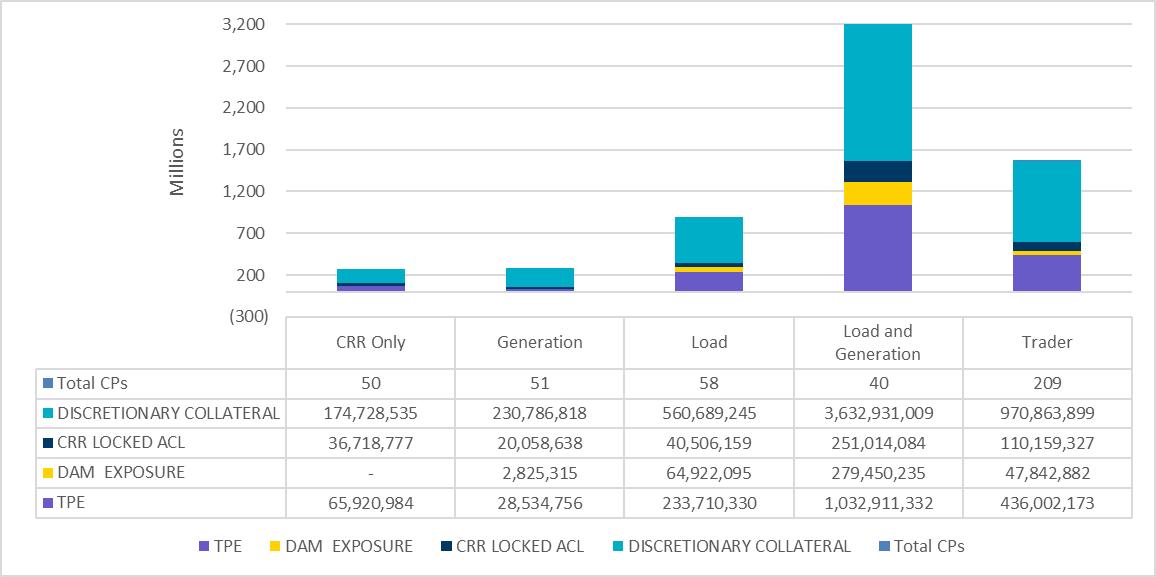 3,200
2,700
2,200
1,700
1,200
700
200
(300)
Millions
CRR Only Generation Load Load and Generation Trader
Total CPs 50 51 58 40 209
DISCRETIONARY COLLATERAL 174,728,535 230,786,818 560,689,245 3,632,931,009 970,863,899
CRR LOCKED ACL 36,718,777 20,058,638 40,506,159 251,014,084 110,159,327
DAM EXPOSURE - 2,825,315 64,922,095 279,450,235 47,842,882
TPE 65,920,984 28,534,756 233,710,330 1,032,911,332 436,002,173
TPE DAM EXPOSURE CRR LOCKED ACL DISCRETIONARY COLLATERAL Total CPs